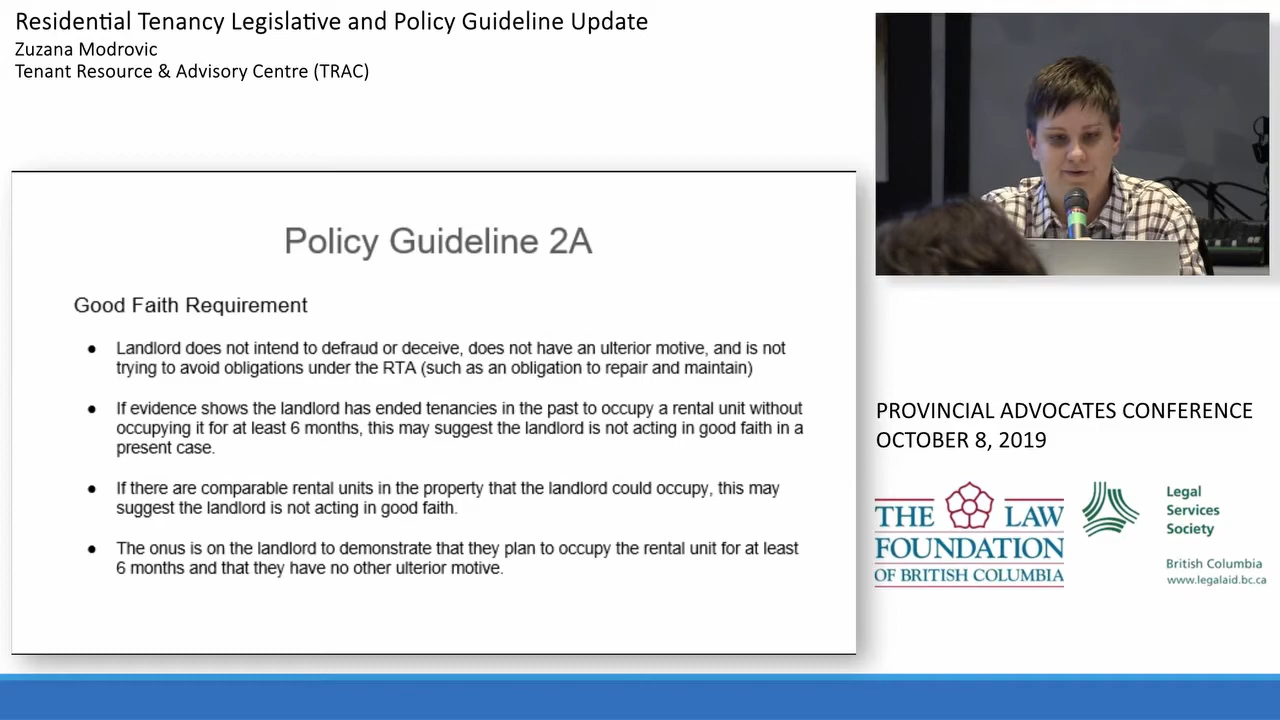 Residential Tenancy Legislative and Policy Guideline Update
Zuzana Modrovic
Tenant Resource & Advisory Centre (TRAC)
Policy Guideline 2A
Good Faith Requirement
● Landlord does not intend to defraud or deceive, does not have an ulterior motive, and is not
trying to avoid obligations under the RTA (such as an obligation to repair and maintain)
● If evidence shows the landlord has ended tenancies in the past to occupy a rental unit without
occupying it for at least 6 months, this may suggest the landlord is not acting in good faith in a
present case.
● If there are comparable rental units in the property that the landlord could occupy, this may
suggest the landlord is not acting in good faith.
● The onus is on the landlord to demonstrate that they plan to occupy the rental unit for at least
6 months and that they have no other ulterior motive.
PROVINCIAL ADVOCATES CONFERENCE
OCTOBER 8, 2019
THE LAW
FOUNDATION
OF BRITISH COLUMBIA
Legal
Services
Society
British Columbia
www.legalaid.bc.ca